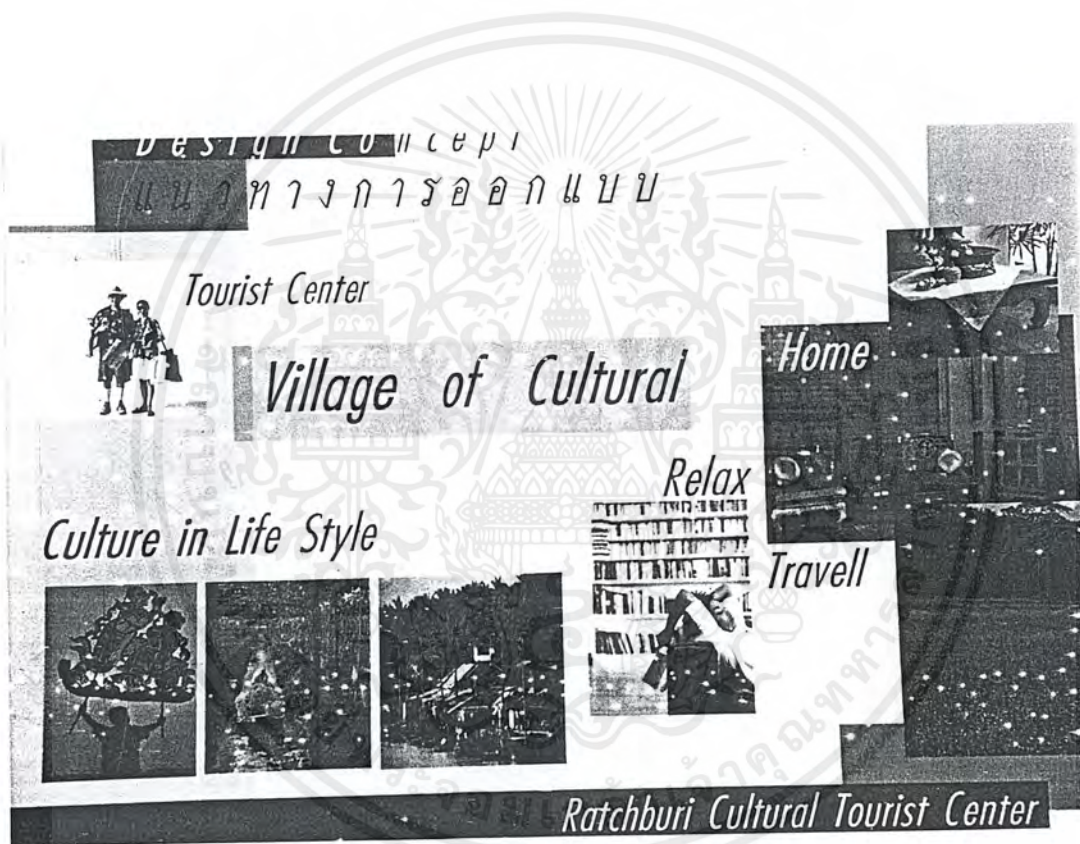 Design Concept
แนวทางการออกแบบ
Tourist Center
Village of Cultural
Home
Relax
Culture in Life Style
Travell
Ratchburi Cultural Tourist Center